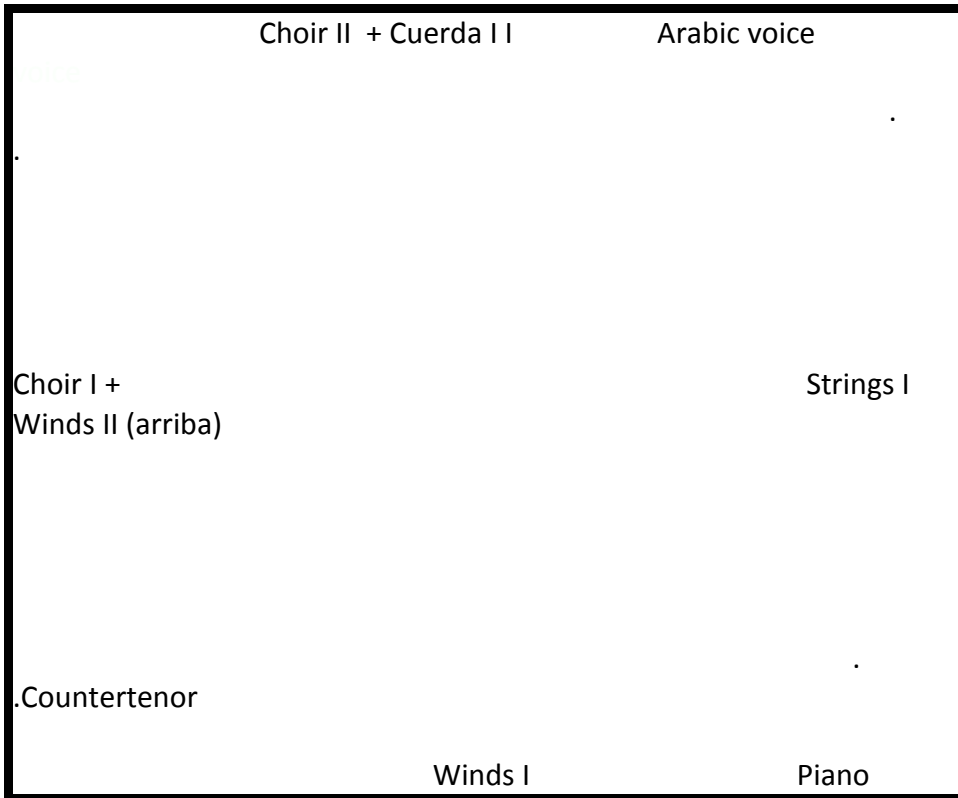 Choir II + Cuerda I I Arabic voice
.
.
Choir I + Strings I
Winds II (arriba)
.
.Countertenor
Winds I Piano